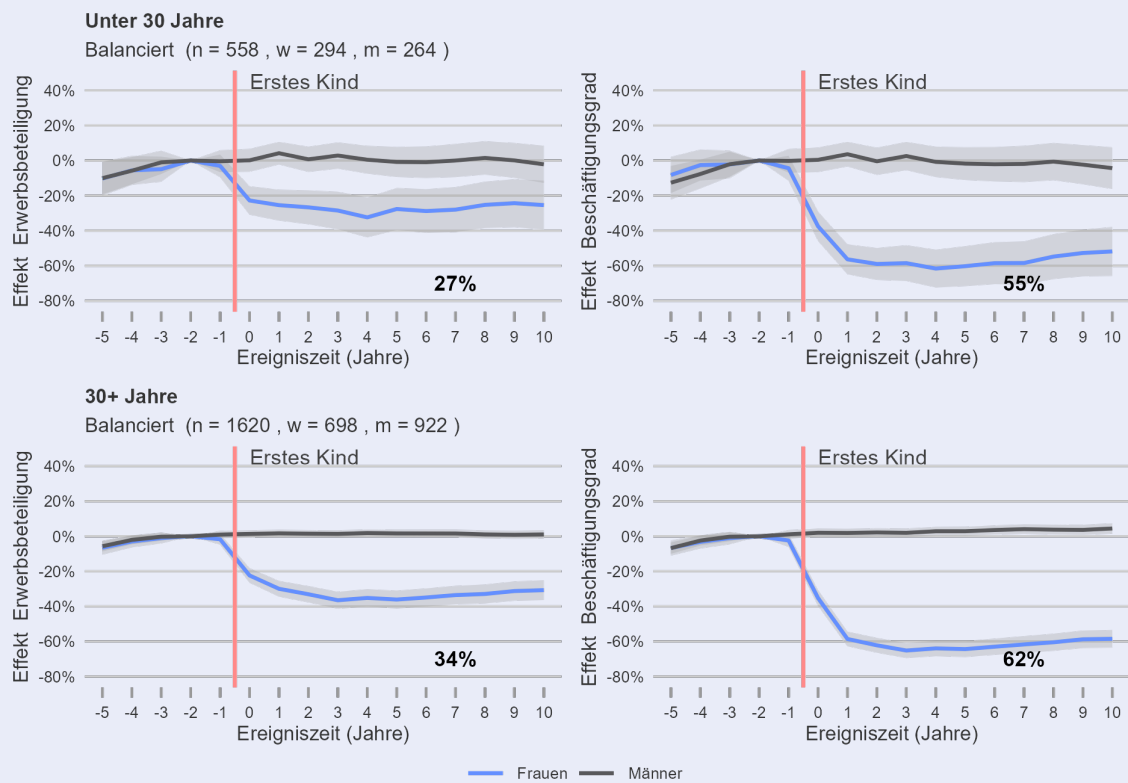 Unter 30 Jahre
Balanciert  (n = 558 , w = 294 , m = 264 )
Effekt  Erwerbsbeteiligung
40%
20%
0%
-20%
-40%
-60%
-80%
Erstes Kind
27%
-5 -4 -3 -2 -1 0 1 2 3 4 5 6 7 8 9 10
Ereigniszeit (Jahre)
Effekt  Beschäftigungsgrad
40%
20%
0%
-20%
-40%
-60%
-80%
Erstes Kind
55%
-5 -4 -3 -2 -1 0 1 2 3 4 5 6 7 8 9 10
Ereigniszeit (Jahre)
30+ Jahre
Balanciert  (n = 1620 , w = 698 , m = 922 )
Effekt  Erwerbsbeteiligung
40%
20%
0%
-20%
-40%
-60%
-80%
Erstes Kind
34%
-5 -4 -3 -2 -1 0 1 2 3 4 5 6 7 8 9 10
Ereigniszeit (Jahre)
Effekt  Beschäftigungsgrad
40%
20%
0%
-20%
-40%
-60%
-80%
Erstes Kind
62%
-5 -4 -3 -2 -1 0 1 2 3 4 5 6 7 8 9 10
Ereigniszeit (Jahre)
Frauen Männer